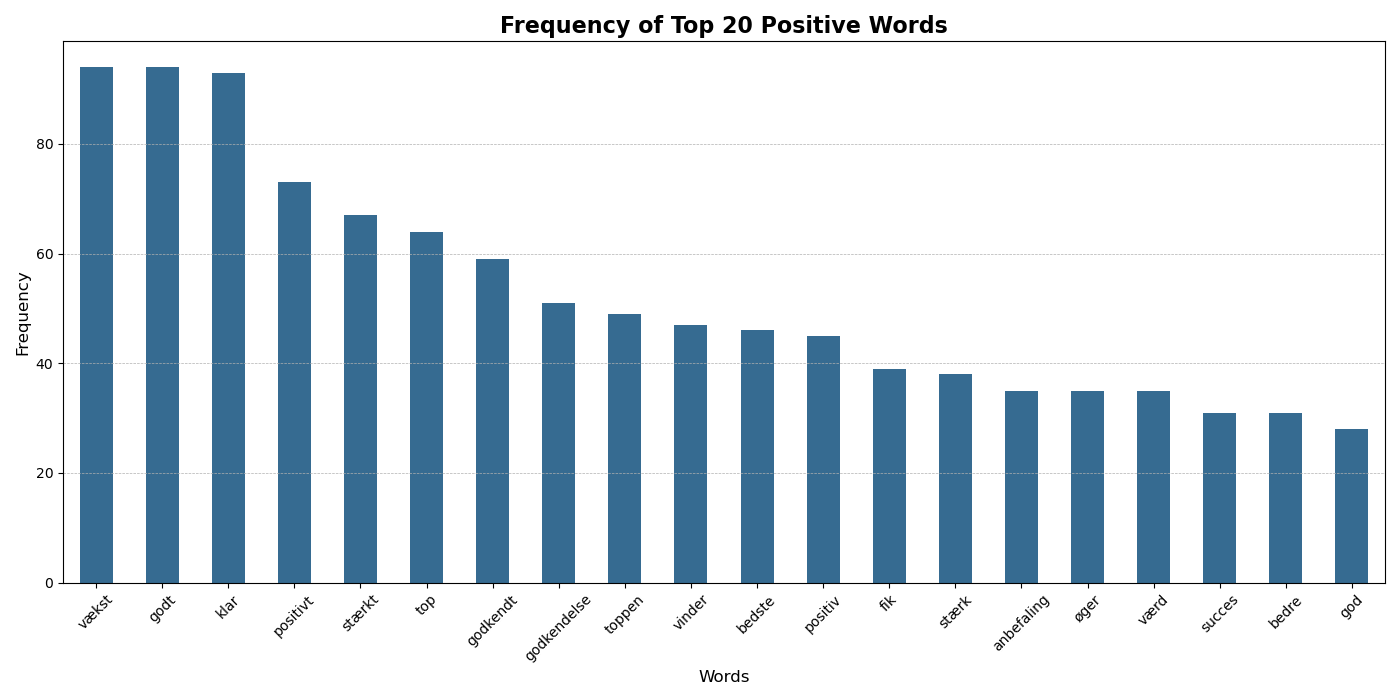 Frequency of Top 20 Positive Words
Frequency
80
60
40
20
0
vækst
godt
klar
positivt
stærkt
top
godkendt
godkendelse
toppen
vinder
bedste
positiv
fik
stærk
anbefaling
øger
værd
succes
bedre
god
Words